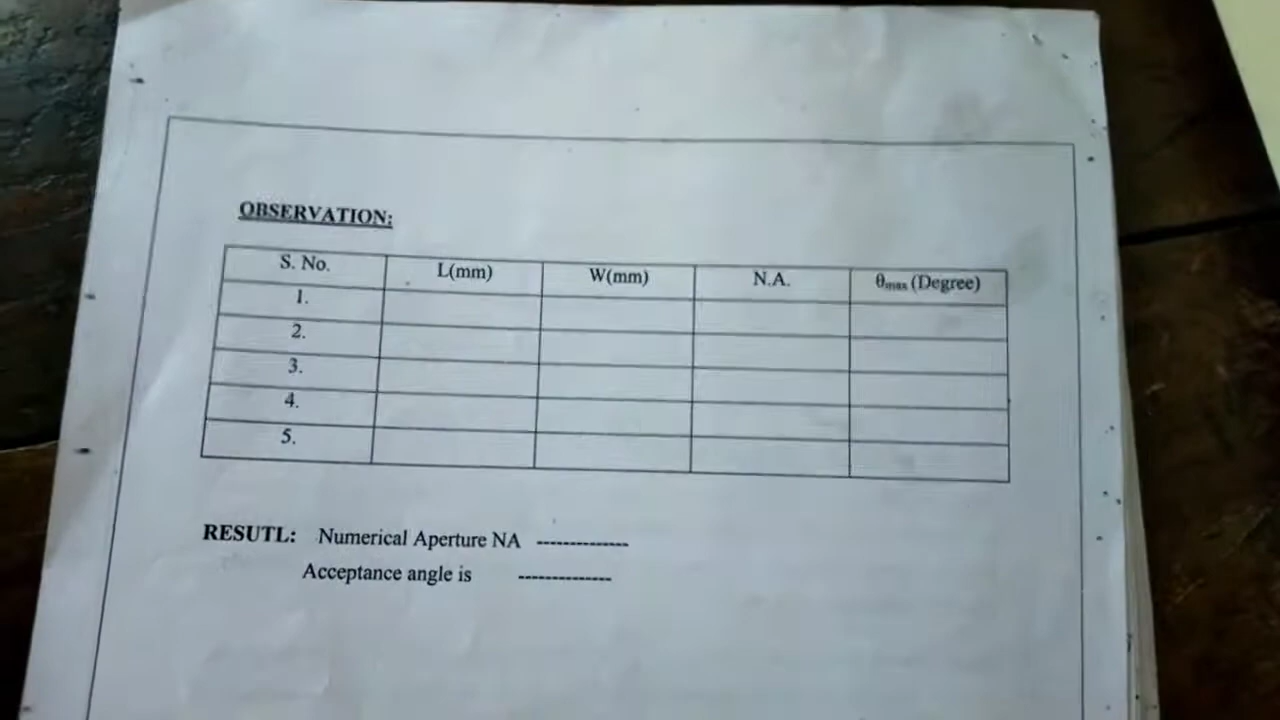 OBSERVATION:
S. No. L(mm) W(mm) N.A. θmax (Degree)
1.
2.
3.
4.
5.
RESUTL: Numerical Aperture NA --------------
Acceptance angle is --------------